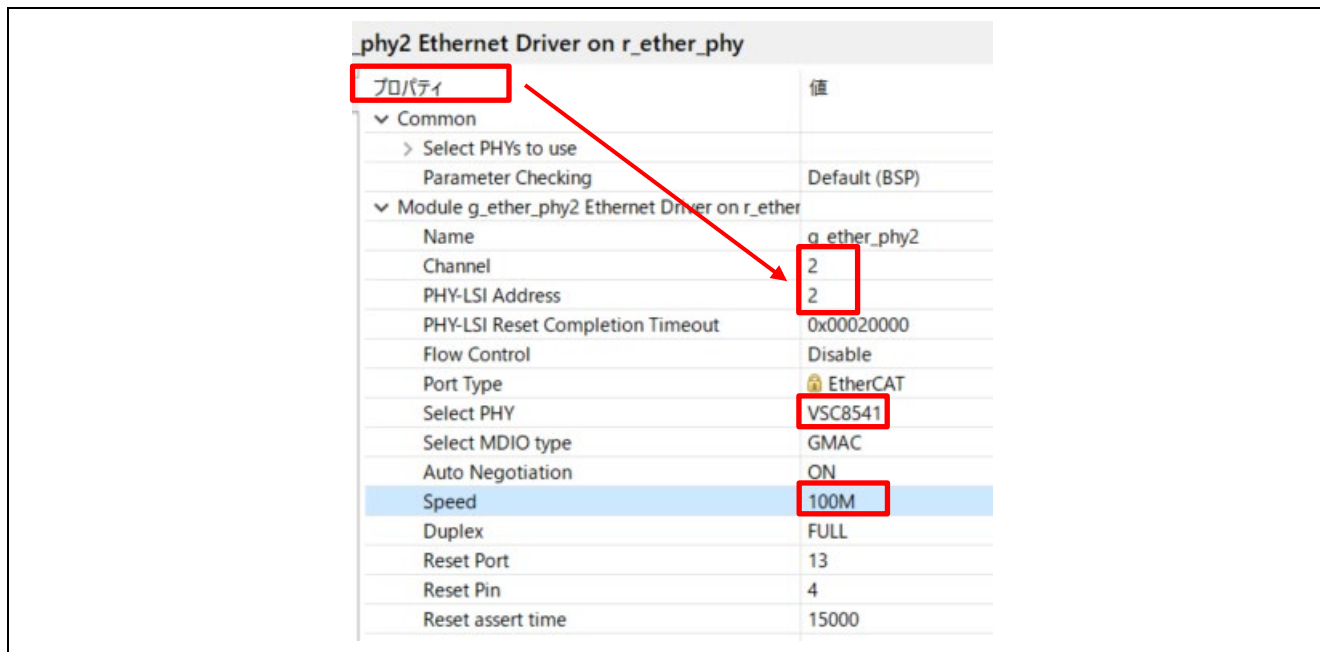 _phy2 Ethernet Driver on r_ether_phy
プロパティ 値
Common
Select PHYs to use
Parameter Checking Default (BSP)
Module g_ether_phy2 Ethernet Driver on r_ether
Name g_ether_phy2
Channel 2
PHY-LSI Address 2
PHY-LSI Reset Completion Timeout 0x00020000
Flow Control Disable
Port Type EtherCAT
Select PHY VSC8541
Select MDIO type GMAC
Auto Negotiation ON
Speed 100M
Duplex FULL
Reset Port 13
Reset Pin 4
Reset assert time 15000